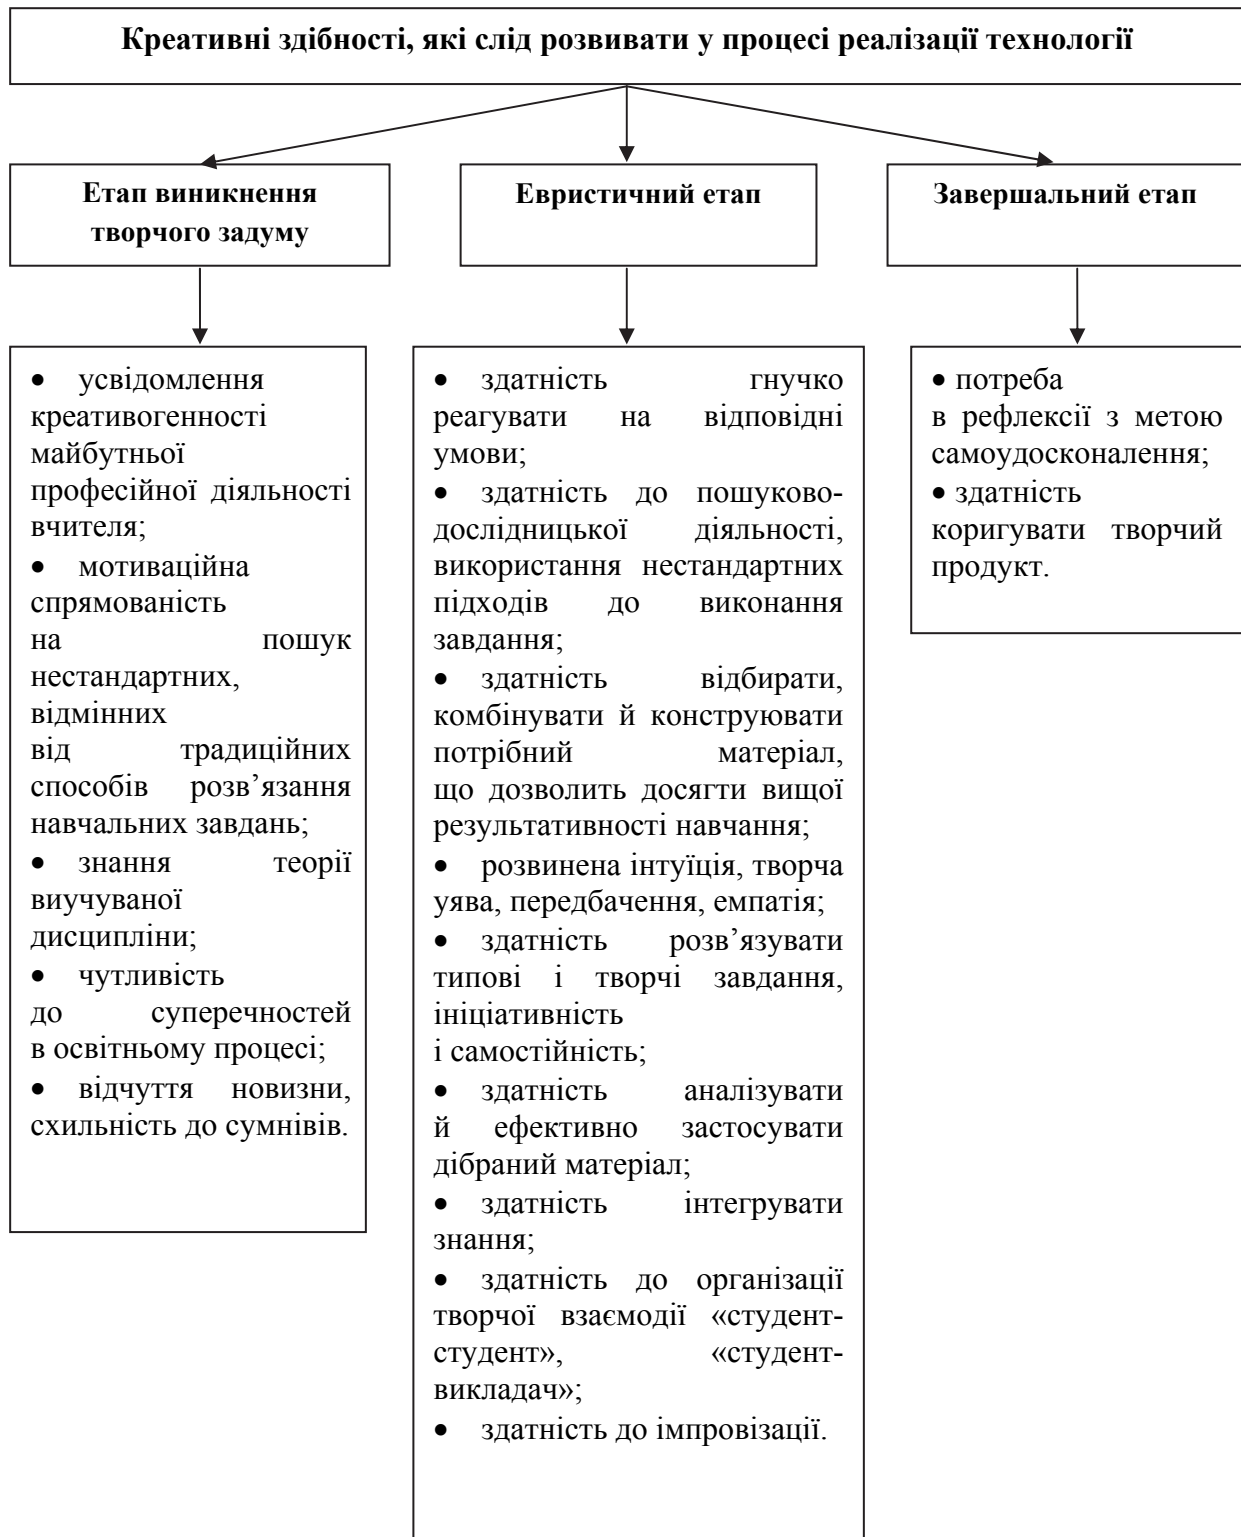 Креативні здібності, які слід розвивати у процесі реалізації технології
Етап виникнення
творчого задуму
Евристичний етап
Завершальний етап
• усвідомлення
креативогенності
майбутньої
професійної діяльності
вчителя;
• мотиваційна
спрямованість
на пошук
нестандартних,
відмінних
від традиційних
способів розв’язання
навчальних завдань;
• знання теорії
виучуваної
дисципліни;
• чутливість
до суперечностей
в освітньому процесі;
• відчуття новизни,
схильність до сумнівів.
• здатність гнучко
реагувати на відповідні
умови;
• здатність до пошуково-
дослідницької діяльності,
використання нестандартних
підходів до виконання
завдання;
• здатність відбирати,
комбінувати й конструювати
потрібний матеріал,
що дозволить досягти вищої
результативності навчання;
• розвинена інтуїція, творча
уява, передбачення, емпатія;
• здатність розв’язувати
типові і творчі завдання,
ініціативність
і самостійність;
• здатність аналізувати
й ефективно застосувати
дібраний матеріал;
• здатність інтегрувати
знання;
• здатність до організації
творчої взаємодії «студент-
студент», «студент-
викладач»;
• здатність до імпровізації.
• потреба
в рефлексії з метою
самоудосконалення;
• здатність
коригувати творчий
продукт.